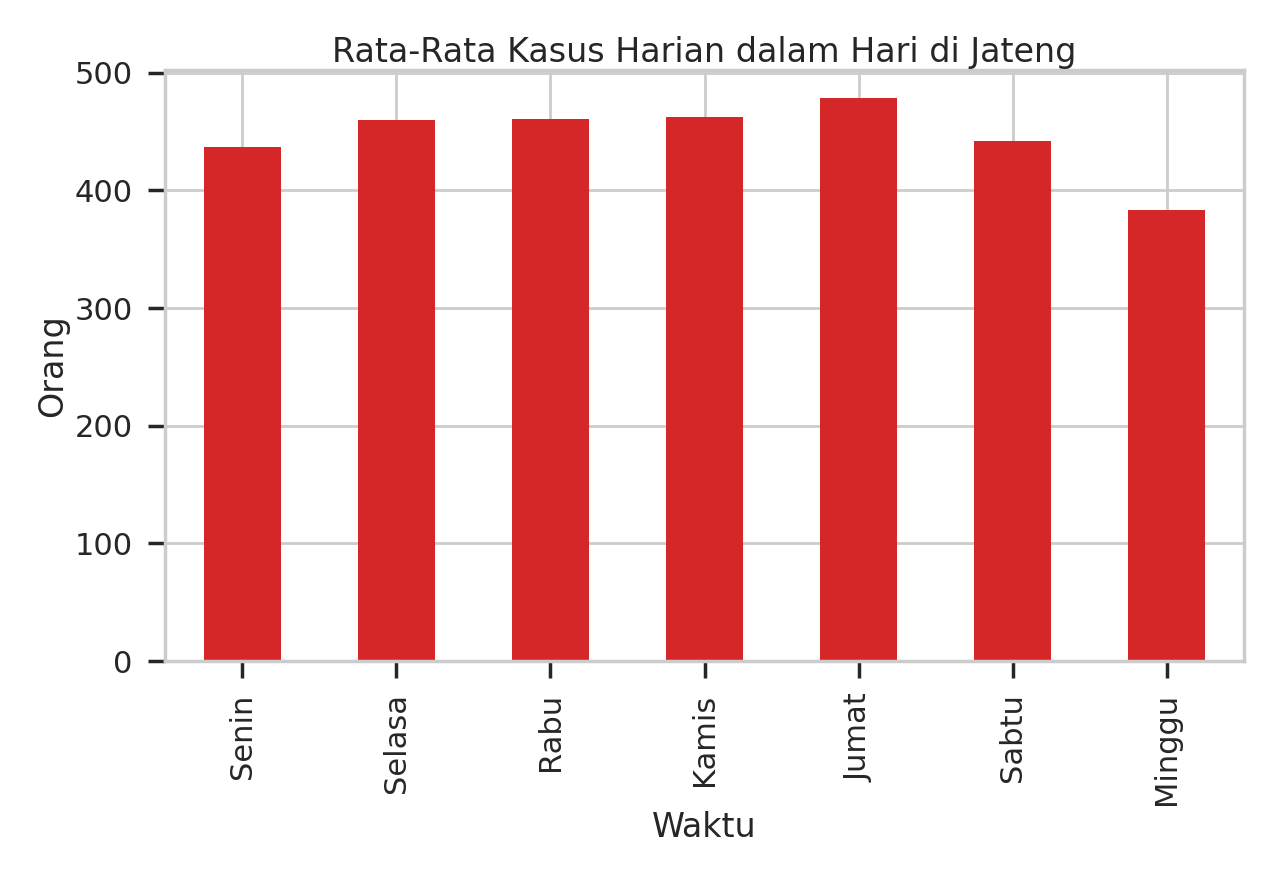 Rata-Rata Kasus Harian dalam Hari di Jateng
500
400
300
200
100
0
Orang
Senin
Selasa
Rabu
Kamis
Jumat
Sabtu
Minggu
Waktu